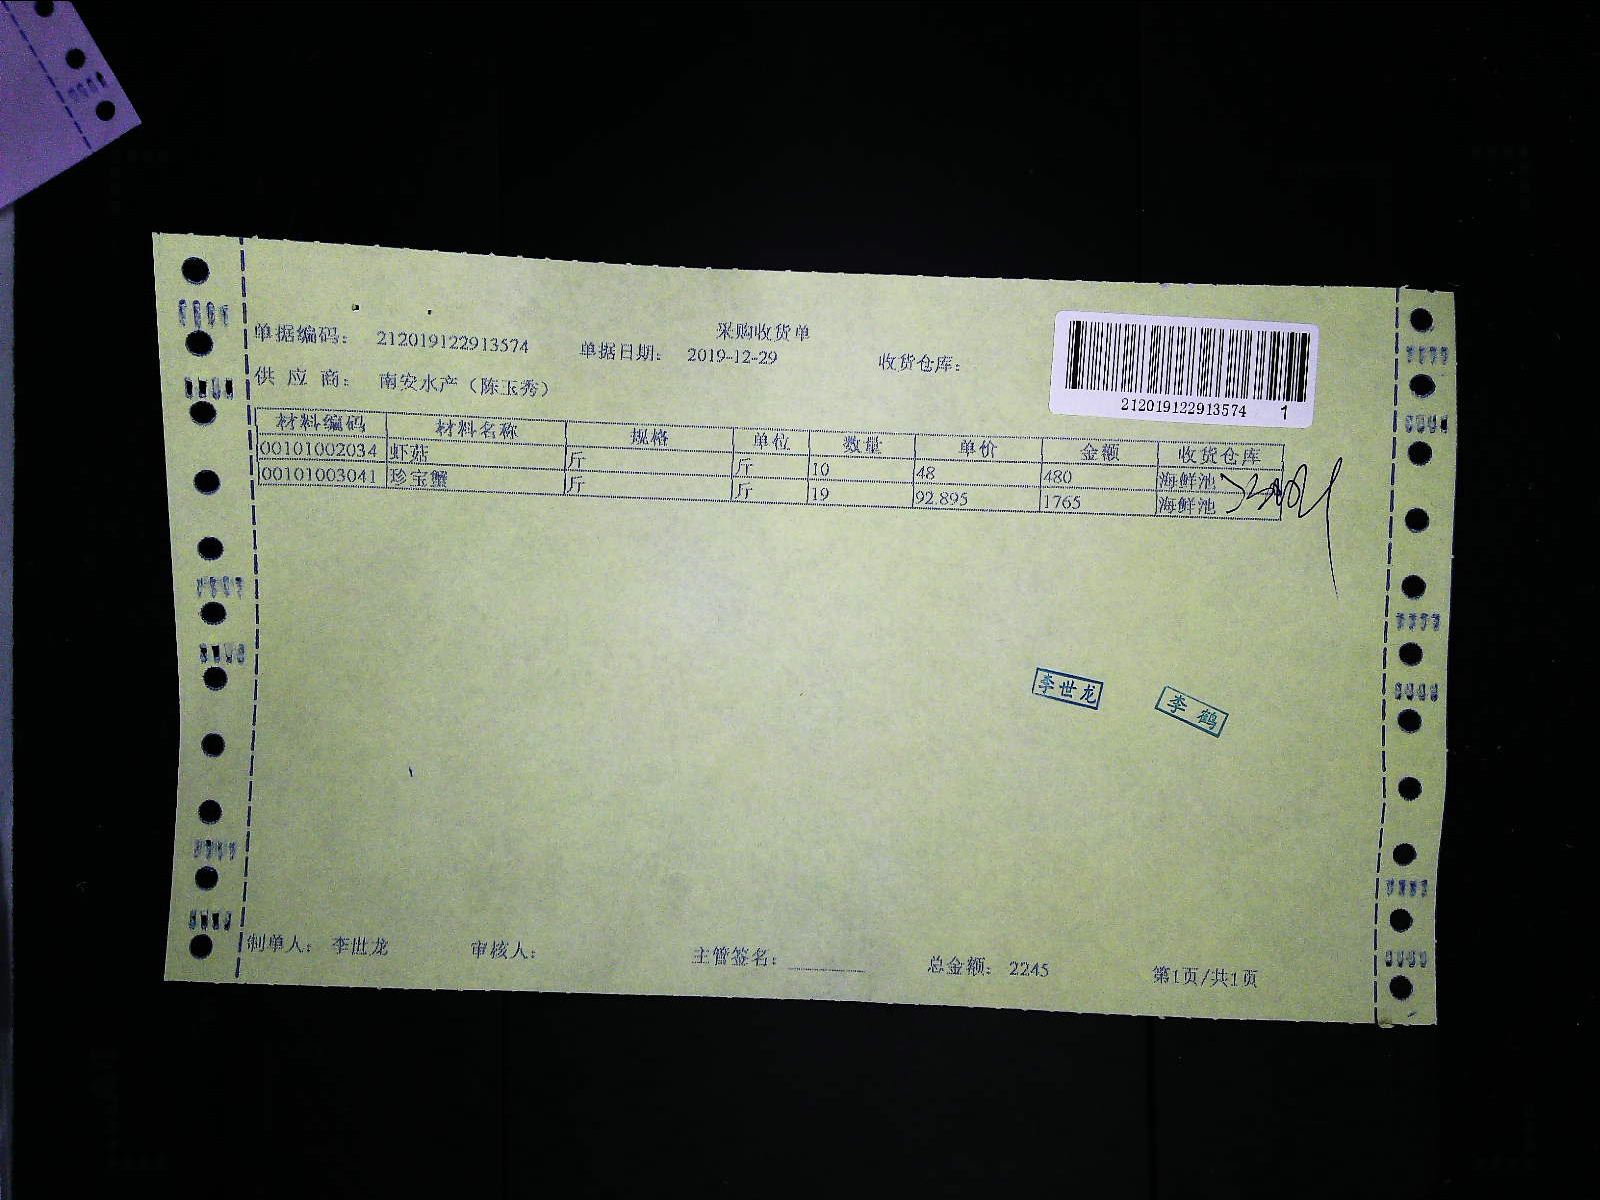 采购收货单
单据编码： 212019122913574 单据日期： 2019-12-29 收货仓库：
212019122913574 1
供 应 商： 南安水产（陈玉秀）
材料编码 材料名称 规格 单位 数量 单价 金额 收货仓库
00101002034 虾菇 斤 斤 10 48 480 海鲜池
00101003041 珍宝蟹 斤 斤 19 92.895 1765 海鲜池
李世龙
李鹤
制单人： 李世龙 审核人： 主管签名： 总金额： 2245 第1页/共1页